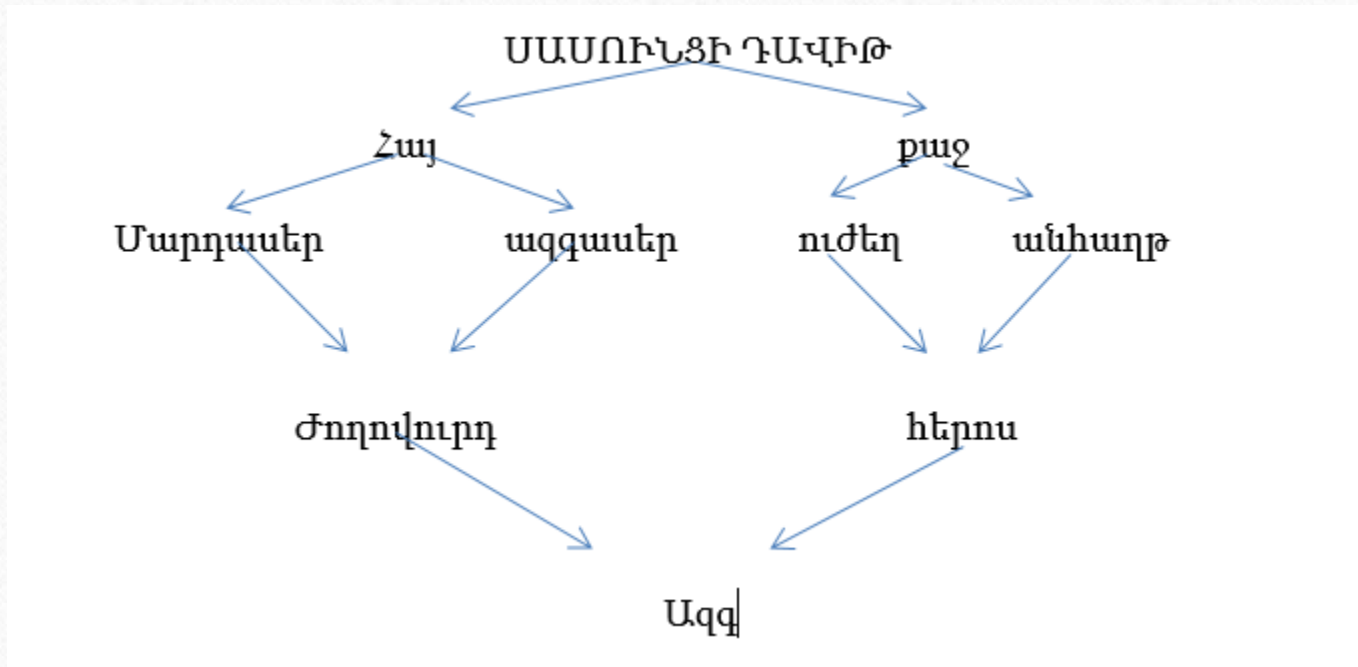 ՍԱՍՈՒՆՑԻ ԴԱՎԻԹ
Հայ քաջ
Մարդասեր ազգասեր ուժեղ անհաղթ
Ժողովուրդ հերոս
Ազգ